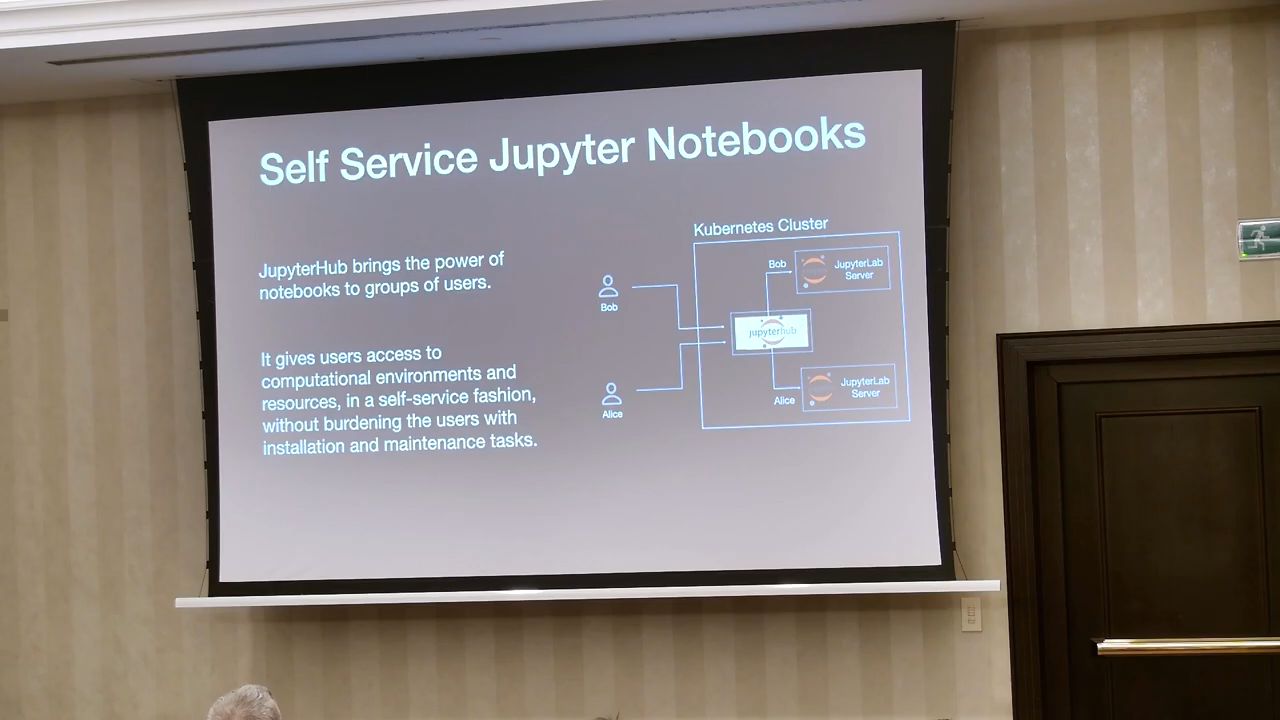 Self Service Jupyter Notebooks
JupyterHub brings the power of
notebooks to groups of users.
It gives users access to
computational environments and
resources, in a self-service fashion,
without burdening the users with
installation and maintenance tasks.
Kubernetes Cluster
Bob
Alice
Bob
JupyterLab
Server
jupyterhub
Alice
JupyterLab
Server